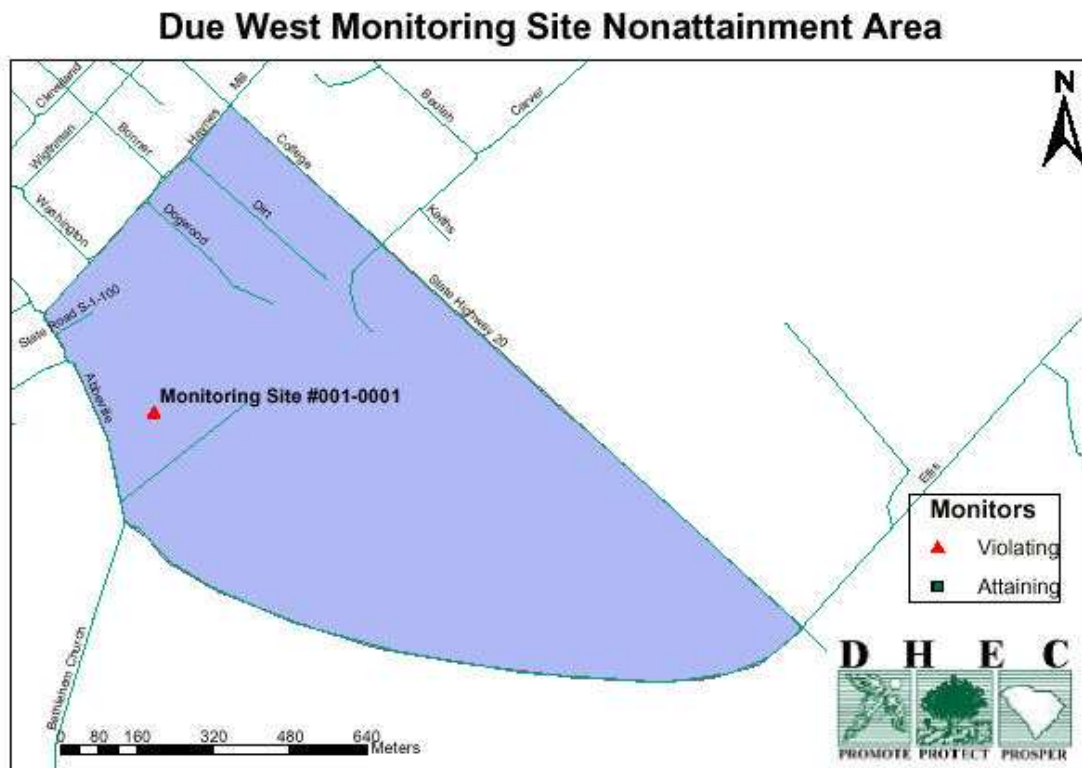 Due West Monitoring Site Nonattainment Area
N
Cleveland
Mill
Haynes
Bonner
Wightman
Washington
College
Beulah
Carver
Dirt
Dogwood
Keiths
State Highway 20
State Road S-1-100
Monitoring Site #001-0001
Abbeville
Ellis
Monitors
Violating
Attaining
D H E C
PROMOTE PROTECT PROSPER
Bethlehem Church
0 80 160 320 480 640
Meters